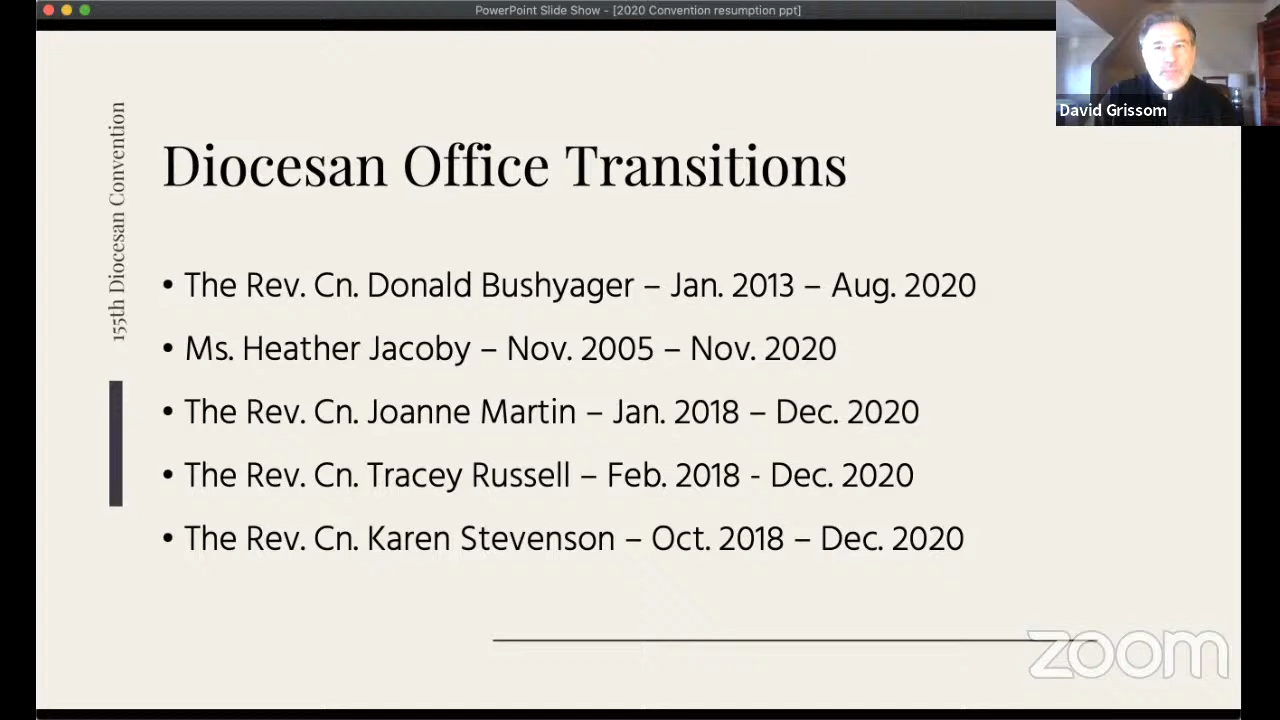 PowerPoint Slide Show - [2020 Convention resumption ppt]
David Grissom
155th Diocesan Convention
Diocesan Office Transitions
• The Rev. Cn. Donald Bushyager – Jan. 2013 – Aug. 2020
• Ms. Heather Jacoby – Nov. 2005 – Nov. 2020
• The Rev. Cn. Joanne Martin – Jan. 2018 – Dec. 2020
• The Rev. Cn. Tracey Russell – Feb. 2018 - Dec. 2020
• The Rev. Cn. Karen Stevenson – Oct. 2018 – Dec. 2020
zoom